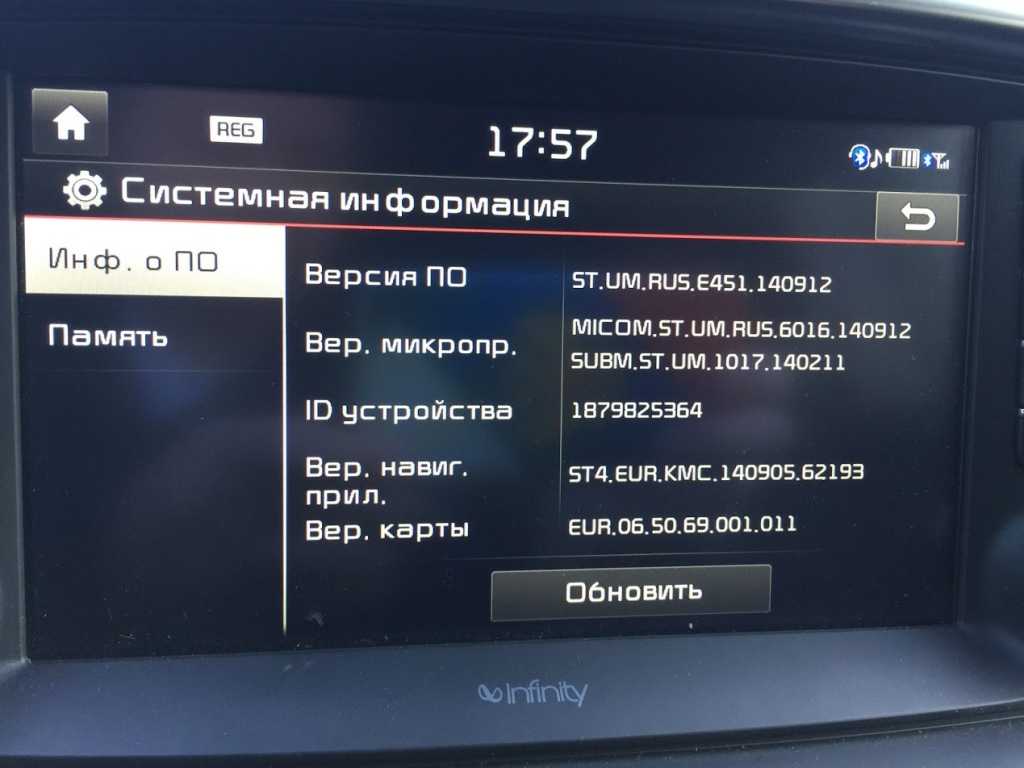 REG
17:57
Системная информация
Инф. о ПО
Память
Версия ПО
ST.UM.RUS.E451.140912
Вер. микропр.
MICOM.ST.UM.RUS.6016.140912
SUBM.ST.UM.1017.140211
ID устройства
1879825364
Вер. навиг.
прил.
ST4.EUR.KMC.140905.62193
Вер. карты
EUR.06.50.69.001.011
Обновить
infinity